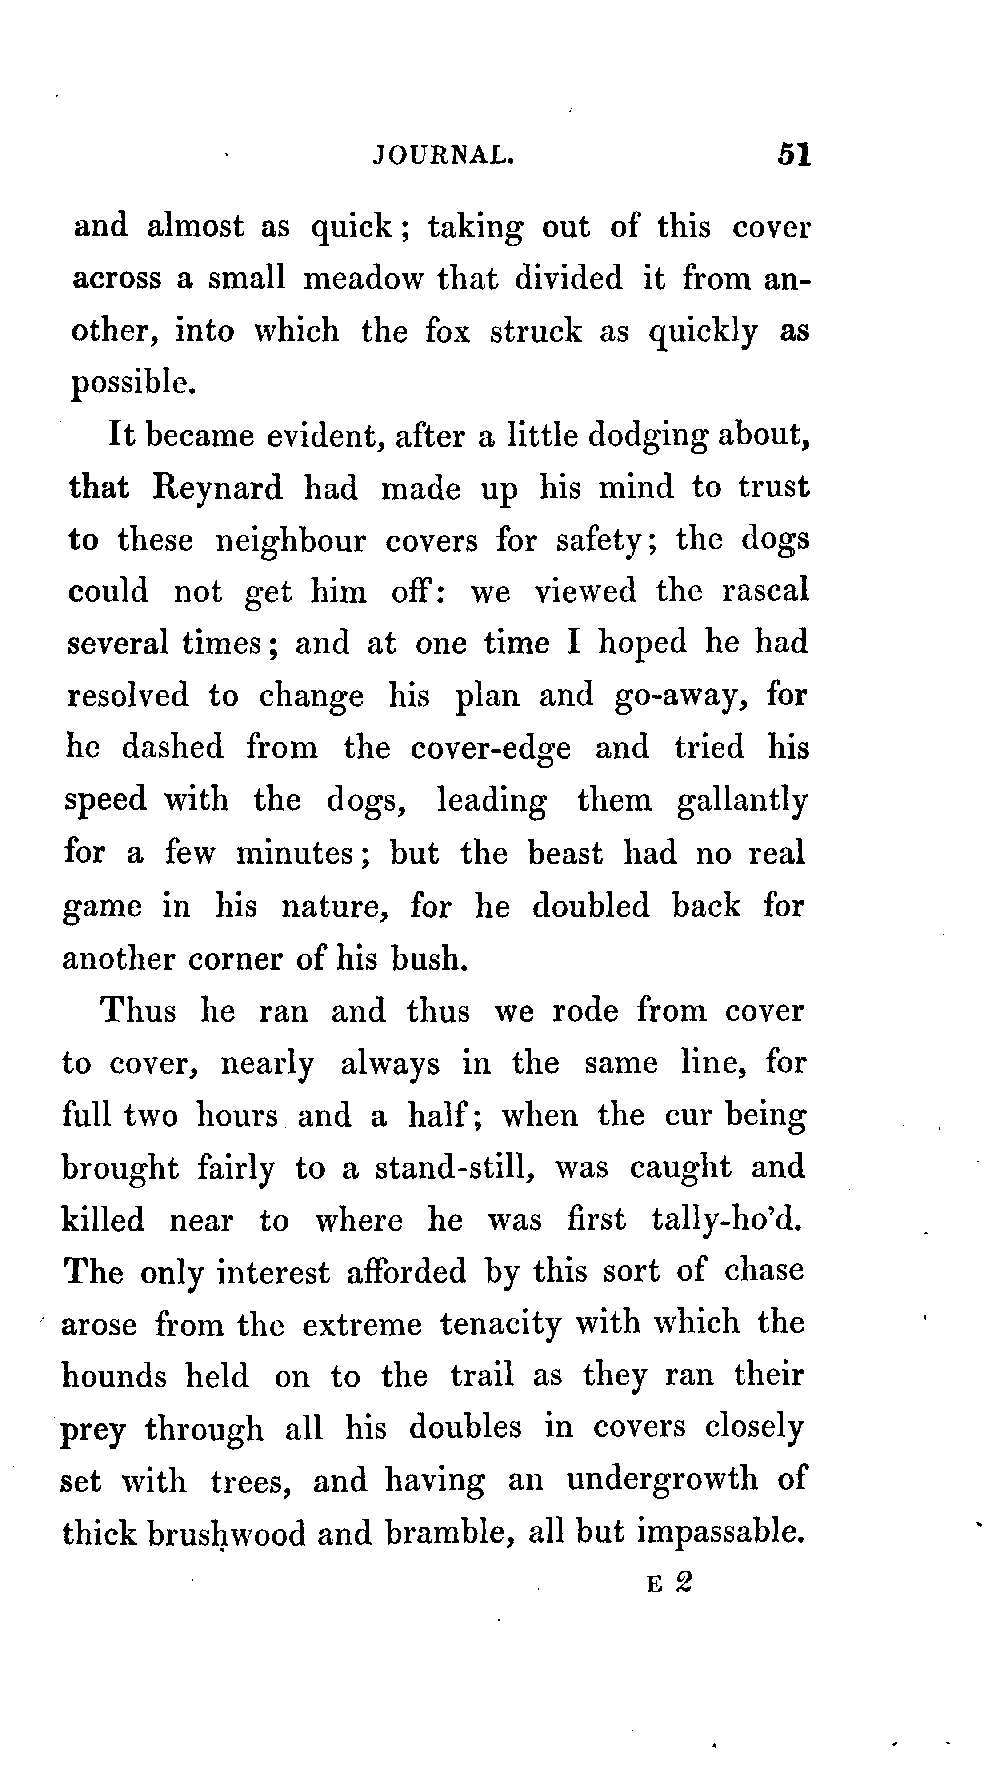 JOURNAL. 51
and almost as quick; taking out of this cover
across a small meadow that divided it from an-
other, into which the fox struck as quickly as
possible.
It became evident, after a little dodging about,
that Reynard had made up his mind to trust
to these neighbour covers for safety; the dogs
could not get him off: we viewed the rascal
several times; and at one time I hoped he had
resolved to change his plan and go-away, for
he dashed from the cover-edge and tried his
speed with the dogs, leading them gallantly
for a few minutes; but the beast had no real
game in his nature, for he doubled back for
another corner of his bush.
Thus he ran and thus we rode from cover
to cover, nearly always in the same line, for
full two hours and a half; when the cur being
brought fairly to a stand-still, was caught and
killed near to where he was first tally-ho'd.
The only interest afforded by this sort of chase
arose from the extreme tenacity with which the
hounds held on to the trail as they ran their
prey through all his doubles in covers closely
set with trees, and having an undergrowth of
thick brushwood and bramble, all but impassable.
E 2